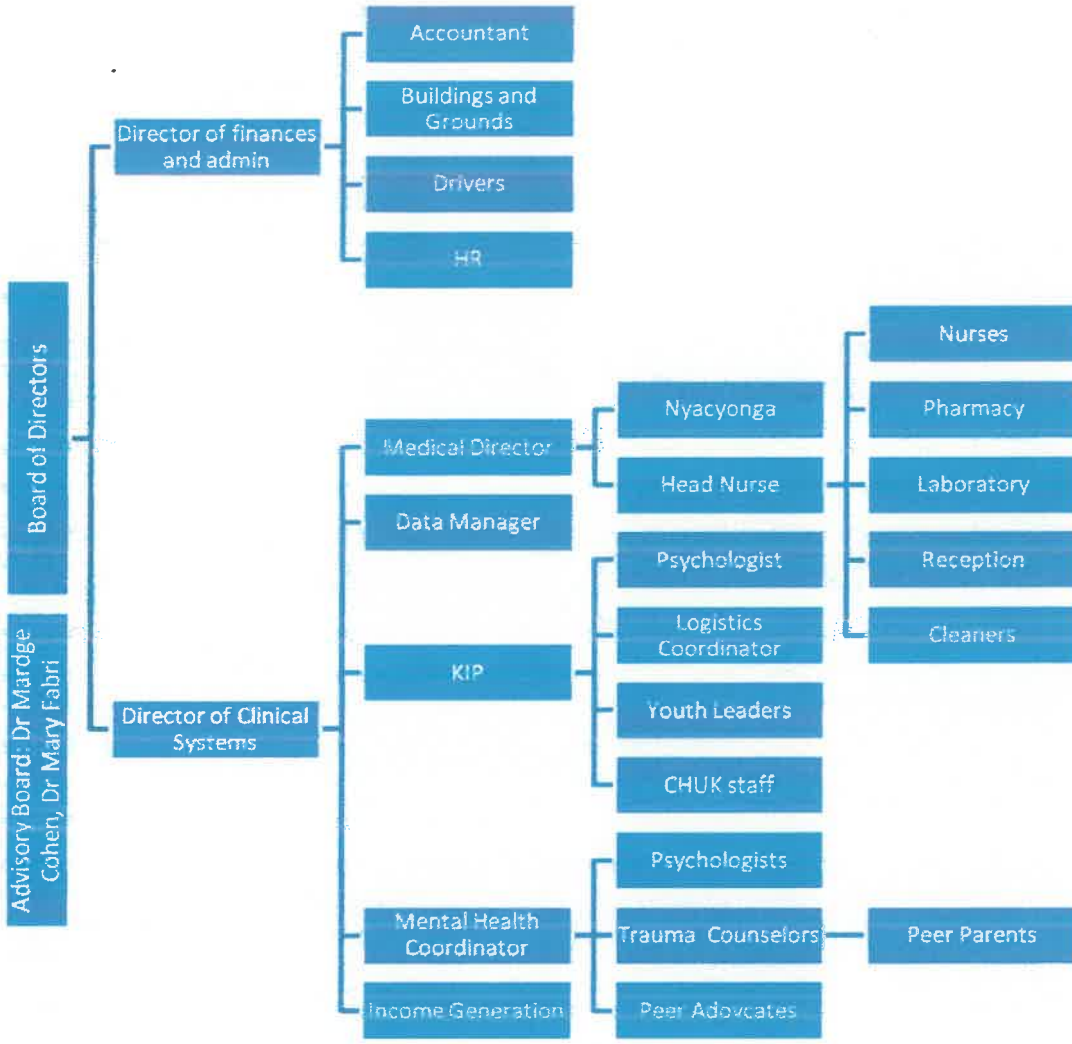 Board of Directors
Advisory Board: Dr Mardge
Cohen, Dr Mary Fabri
Director of finances
and admin
Accountant
Buildings and
Grounds
Drivers
HR
Director of Clinical
Systems
Medical Director
Nyacyonga
Head Nurse
Nurses
Pharmacy
Laboratory
Reception
Cleaners
Data Manager
KIP
Psychologist
Logistics
Coordinator
Youth Leaders
CHUK staff
Mental Health
Coordinator
Psychologists
Trauma Counselors
Peer Parents
Peer Adovcates
Income Generation